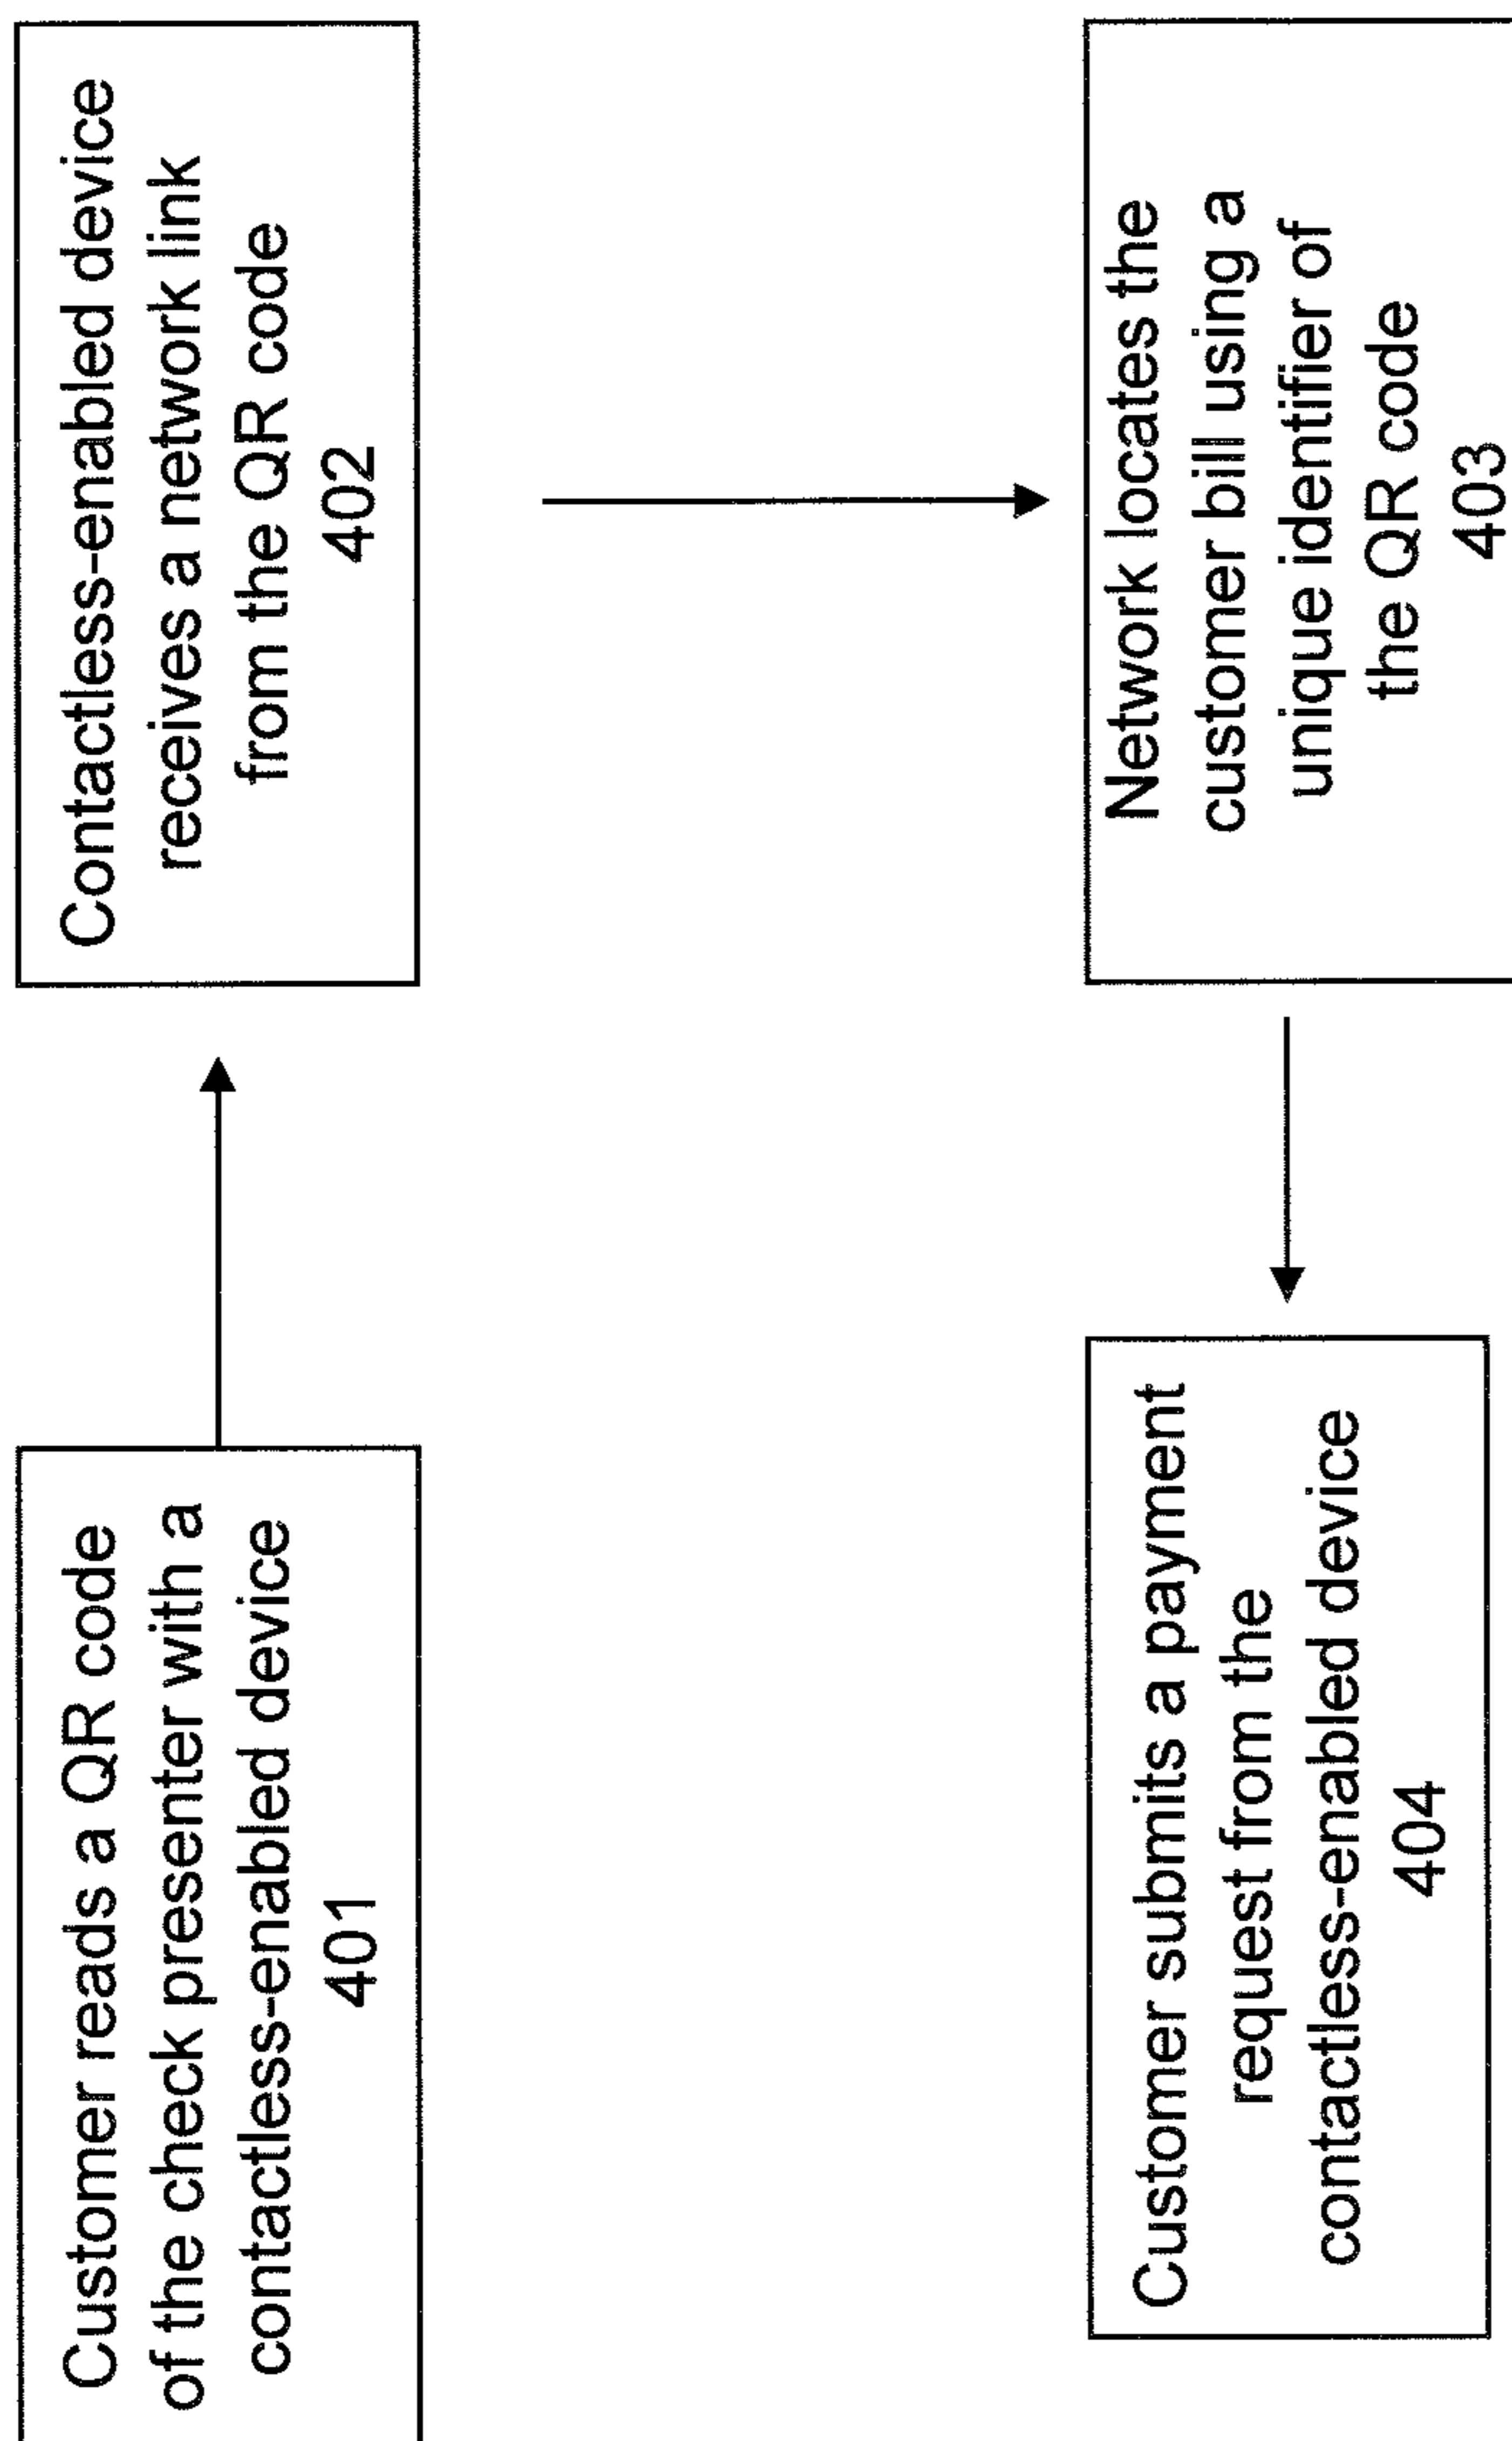 Customer reads a QR code
of the check presenter with a
contactless-enabled device
401
Contactless-enabled device
receives a network link
from the QR code
402
Network locates the
customer bill using a
unique identifier of
the QR code
403
Customer submits a payment
request from the
contactless-enabled device
404